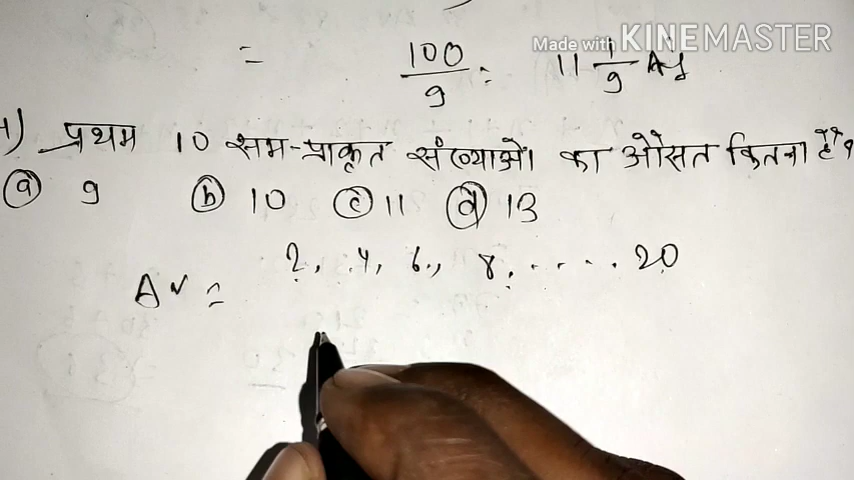 Made with KINEMASTER
= 100/9 = 11 1/9 Ans
4) प्रथम 10 सम-प्राकृत संख्याओं का औसत कितना है?
(a) 9 (b) 10 (c) 11 (d) 13
2, 4, 6, 8, ..... 20
Av =